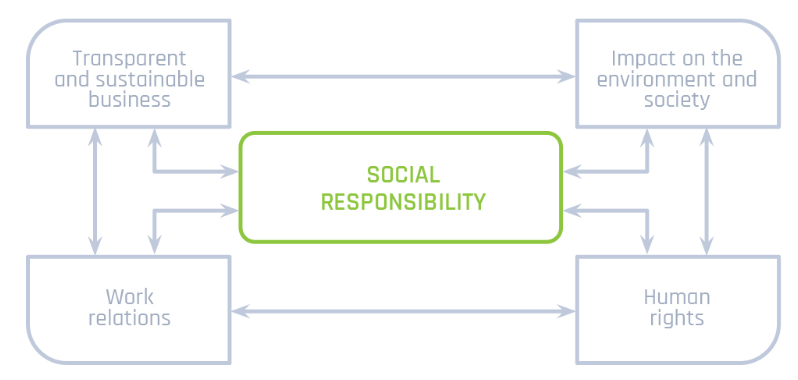 Transparent
and sustainable
business
Impact on the
environment and
society
SOCIAL
RESPONSIBILITY
Work
relations
Human
rights